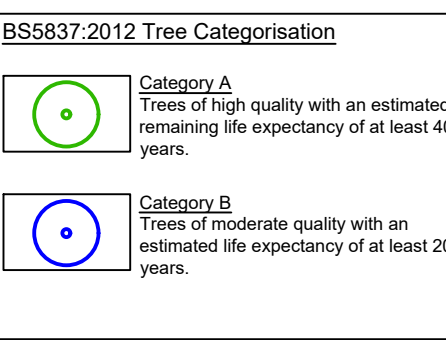 BS5837:2012 Tree Categorisation
Category A
Trees of high quality with an estimated
remaining life expectancy of at least 40
years.
Category B
Trees of moderate quality with an
estimated life expectancy of at least 20
years.